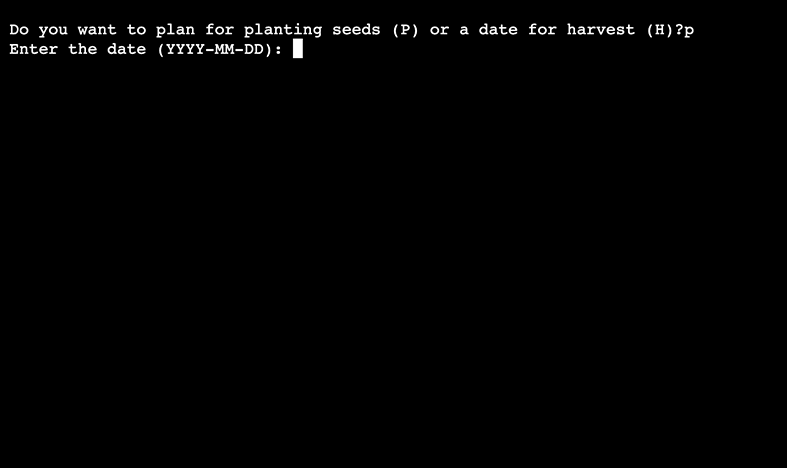 Do you want to plan for planting seeds (P) or a date for harvest (H)?p
Enter the date (YYYY-MM-DD):